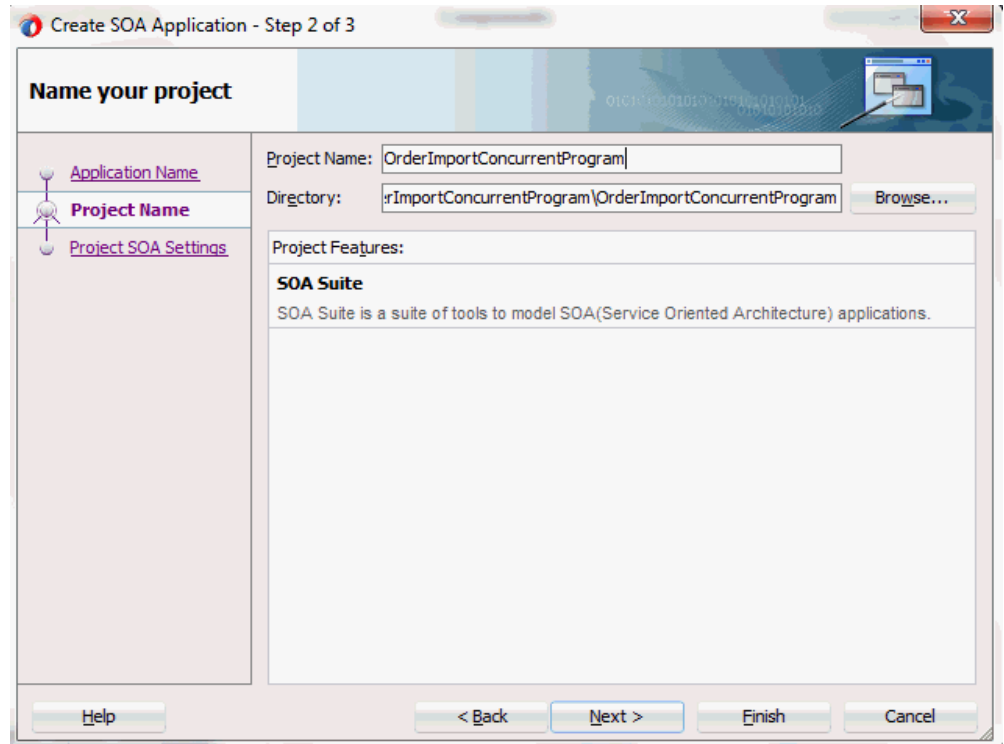 Create SOA Application - Step 2 of 3
Name your project
Application Name
Project Name
Project SOA Settings
Project Name: OrderImportConcurrentProgram
Directory: :rImportConcurrentProgram\OrderImportConcurrentProgram Browse...
Project Features:
SOA Suite
SOA Suite is a suite of tools to model SOA(Service Oriented Architecture) applications.
Help < Back Next > Finish Cancel